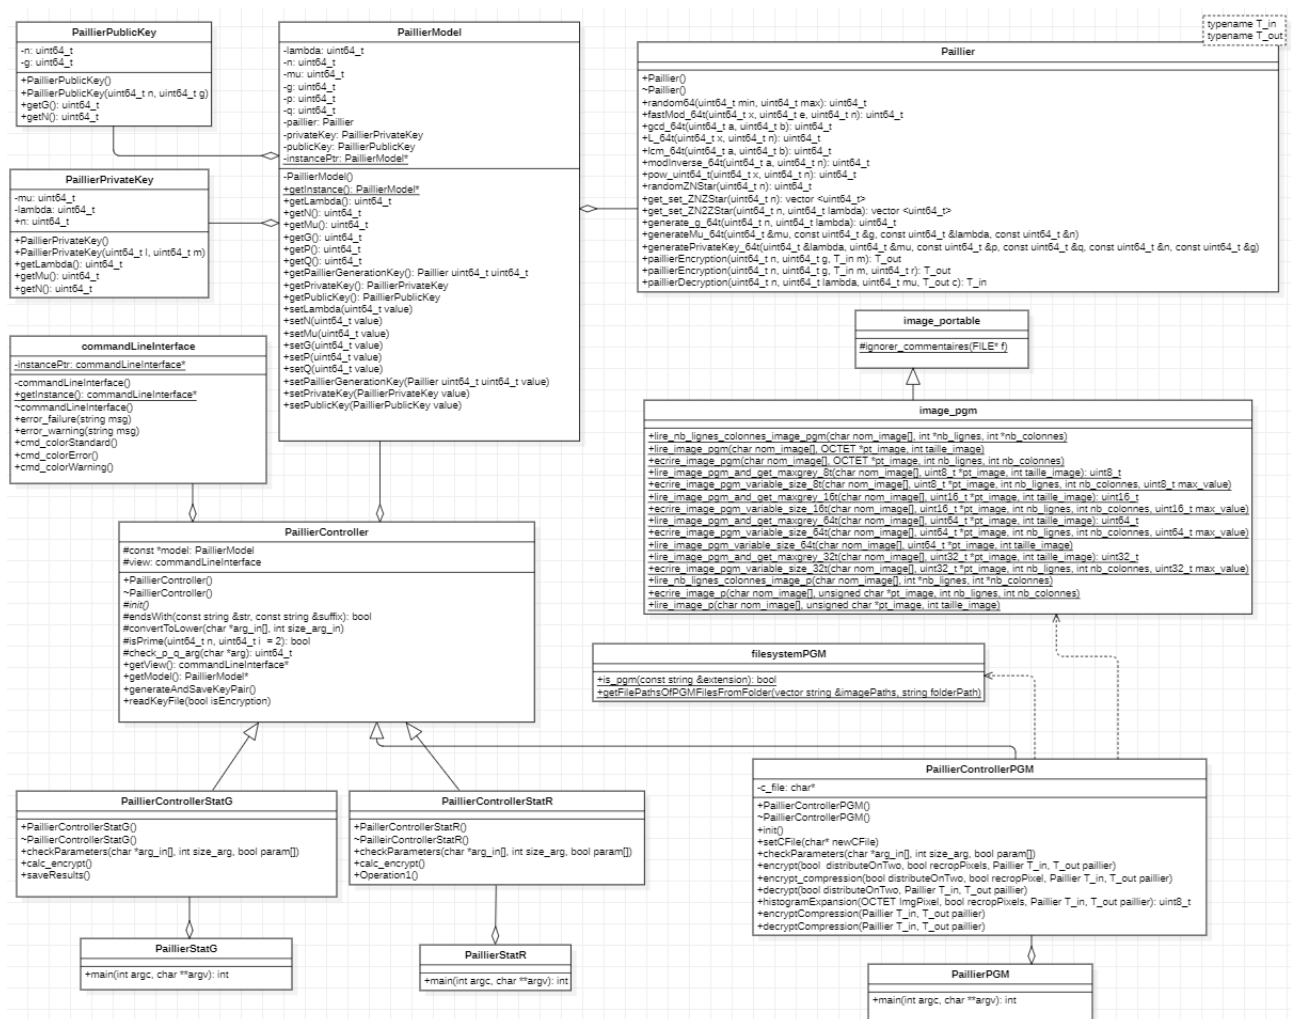 PaillierPublicKey
-n: uint64_t
-g: uint64_t
+PaillierPublicKey()
+PaillierPublicKey(uint64_t n, uint64_t g)
+getG(): uint64_t
+getN(): uint64_t
PaillierPrivateKey
-mu: uint64_t
-lambda: uint64_t
+n: uint64_t
+PaillierPrivateKey()
+PaillierPrivateKey(uint64_t l, uint64_t m)
+getLambda(): uint64_t
+getMu(): uint64_t
+getN(): uint64_t
PaillierModel
-lambda: uint64_t
-n: uint64_t
-mu: uint64_t
-g: uint64_t
-p: uint64_t
-q: uint64_t
-paillier: Paillier
-privateKey: PaillierPrivateKey
-publicKey: PaillierPublicKey
-instancePtr: PaillierModel*
-PaillierModel()
+getInstance(): PaillierModel*
+getLambda(): uint64_t
+getN(): uint64_t
+getMu(): uint64_t
+getG(): uint64_t
+getP(): uint64_t
+getQ(): uint64_t
+getPaillierGenerationKey(): Paillier uint64_t uint64_t
+getPrivateKey(): PaillierPrivateKey
+getPublicKey(): PaillierPublicKey
+setLambda(uint64_t value)
+setN(uint64_t value)
+setMu(uint64_t value)
+setG(uint64_t value)
+setP(uint64_t value)
+setQ(uint64_t value)
+setPaillierGenerationKey(Paillier uint64_t uint64_t value)
+setPrivateKey(PaillierPrivateKey value)
+setPublicKey(PaillierPublicKey value)
typename T_in
typename T_out
Paillier
+Paillier()
~Paillier()
+random64(uint64_t min, uint64_t max): uint64_t
+fastMod_64t(uint64_t x, uint64_t e, uint64_t n): uint64_t
+gcd_64t(uint64_t a, uint64_t b): uint64_t
+L_64t(uint64_t x, uint64_t n): uint64_t
+lcm_64t(uint64_t a, uint64_t b): uint64_t
+modInverse_64t(uint64_t a, uint64_t n): uint64_t
+pow_uint64_t(uint64_t x, uint64_t n): uint64_t
+randomZNStar(uint64_t n): uint64_t
+get_set_ZNZStar(uint64_t n): vector <uint64_t>
+get_set_ZN2ZStar(uint64_t n, uint64_t lambda): vector <uint64_t>
+generate_g_64t(uint64_t n, uint64_t lambda): uint64_t
+generateMu_64t(uint64_t &mu, const uint64_t &g, const uint64_t &lambda, const uint64_t &n)
+generatePrivateKey_64t(uint64_t &lambda, uint64_t &mu, const uint64_t &p, const uint64_t &q, const uint64_t &n, const uint64_t &g)
+paillierEncryption(uint64_t n, uint64_t g, T_in m): T_out
+paillierEncryption(uint64_t n, uint64_t g, T_in m, uint64_t r): T_out
+paillierDecryption(uint64_t n, uint64_t lambda, uint64_t mu, T_out c): T_in
commandLineInterface
-instancePtr: commandLineInterface*
-commandLineInterface()
+getInstance(): commandLineInterface*
~commandLineInterface()
+error_failure(string msg)
+error_warning(string msg)
+cmd_colorStandard()
+cmd_colorError()
+cmd_colorWarning()
image_portable
#ignorer_commentaires(FILE* f)
image_pgm
+lire_nb_lignes_colonnes_image_pgm(char nom_image[], int *nb_lignes, int *nb_colonnes)
+lire_image_pgm(char nom_image[], OCTET *pt_image, int taille_image)
+ecrire_image_pgm(char nom_image[], OCTET *pt_image, int nb_lignes, int nb_colonnes)
+lire_image_pgm_and_get_maxgrey_8t(char nom_image[], uint8_t *pt_image, int taille_image): uint8_t
+ecrire_image_pgm_variable_size_8t(char nom_image[], uint8_t *pt_image, int nb_lignes, int nb_colonnes, uint8_t max_value)
+lire_image_pgm_and_get_maxgrey_16t(char nom_image[], uint16_t *pt_image, int taille_image): uint16_t
+ecrire_image_pgm_variable_size_16t(char nom_image[], uint16_t *pt_image, int nb_lignes, int nb_colonnes, uint16_t max_value)
+lire_image_pgm_and_get_maxgrey_64t(char nom_image[], uint64_t *pt_image, int taille_image): uint64_t
+ecrire_image_pgm_variable_size_64t(char nom_image[], uint64_t *pt_image, int nb_lignes, int nb_colonnes, uint64_t max_value)
+lire_image_pgm_variable_size_64t(char nom_image[], uint64_t *pt_image, int taille_image)
+lire_image_pgm_and_get_maxgrey_32t(char nom_image[], uint32_t *pt_image, int taille_image): uint32_t
+ecrire_image_pgm_variable_size_32t(char nom_image[], uint32_t *pt_image, int nb_lignes, int nb_colonnes, uint32_t max_value)
+lire_nb_lignes_colonnes_image_p(char nom_image[], int *nb_lignes, int *nb_colonnes)
+ecrire_image_p(char nom_image[], unsigned char *pt_image, int nb_lignes, int nb_colonnes)
+lire_image_p(char nom_image[], unsigned char *pt_image, int taille_image)
PaillierController
#const *model: PaillierModel
#view: commandLineInterface
+PaillierController()
~PaillierController()
#init()
#endsWith(const string &str, const string &suffix): bool
#convertToLower(char *arg_in[], int size_arg_in)
#isPrime(uint64_t n, uint64_t i = 2): bool
#check_p_q_arg(char *arg): uint64_t
+getView(): commandLineInterface*
+getModel(): PaillierModel*
+generateAndSaveKeyPair()
+readKeyFile(bool isEncryption)
filesystemPGM
+is_pgm(const string &extension): bool
+getFilePathsOfPGMFilesFromFolder(vector string &imagePaths, string folderPath)
PaillierControllerStatG
+PaillerControllerStatG()
~PaillierControllerStatG()
+checkParameters(char *arg_in[], int size_arg, bool param[])
+calc_encrypt()
+saveResults()
PaillierControllerStatR
+PaillerControllerStatR()
~PailleirControllerStatR()
+checkParameters(char *arg_in[], int size_arg, bool param[])
+calc_encrypt()
+Operation1()
PaillierControllerPGM
-c_file: char*
+PaillierControllerPGM()
~PaillierControllerPGM()
+init()
+setCFile(char* newCFile)
+checkParameters(char *arg_in[], int size_arg, bool param[])
+encrypt(bool distributeOnTwo, bool recropPixels, Paillier T_in, T_out paillier)
+encrypt_compression(bool distributeOnTwo, bool recropPixel, Paillier T_in, T_out paillier)
+decrypt(bool distributeOnTwo, Paillier T_in, T_out paillier)
+histogramExpansion(OCTET ImgPixel, bool recropPixels, Paillier T_in, T_out paillier): uint8_t
+encryptCompression(Paillier T_in, T_out paillier)
+decryptCompression(Paillier T_in, T_out paillier)
PaillierStatG
+main(int argc, char **argv): int
PaillierStatR
+main(int argc, char **argv): int
PaillierPGM
+main(int argc, char **argv): int